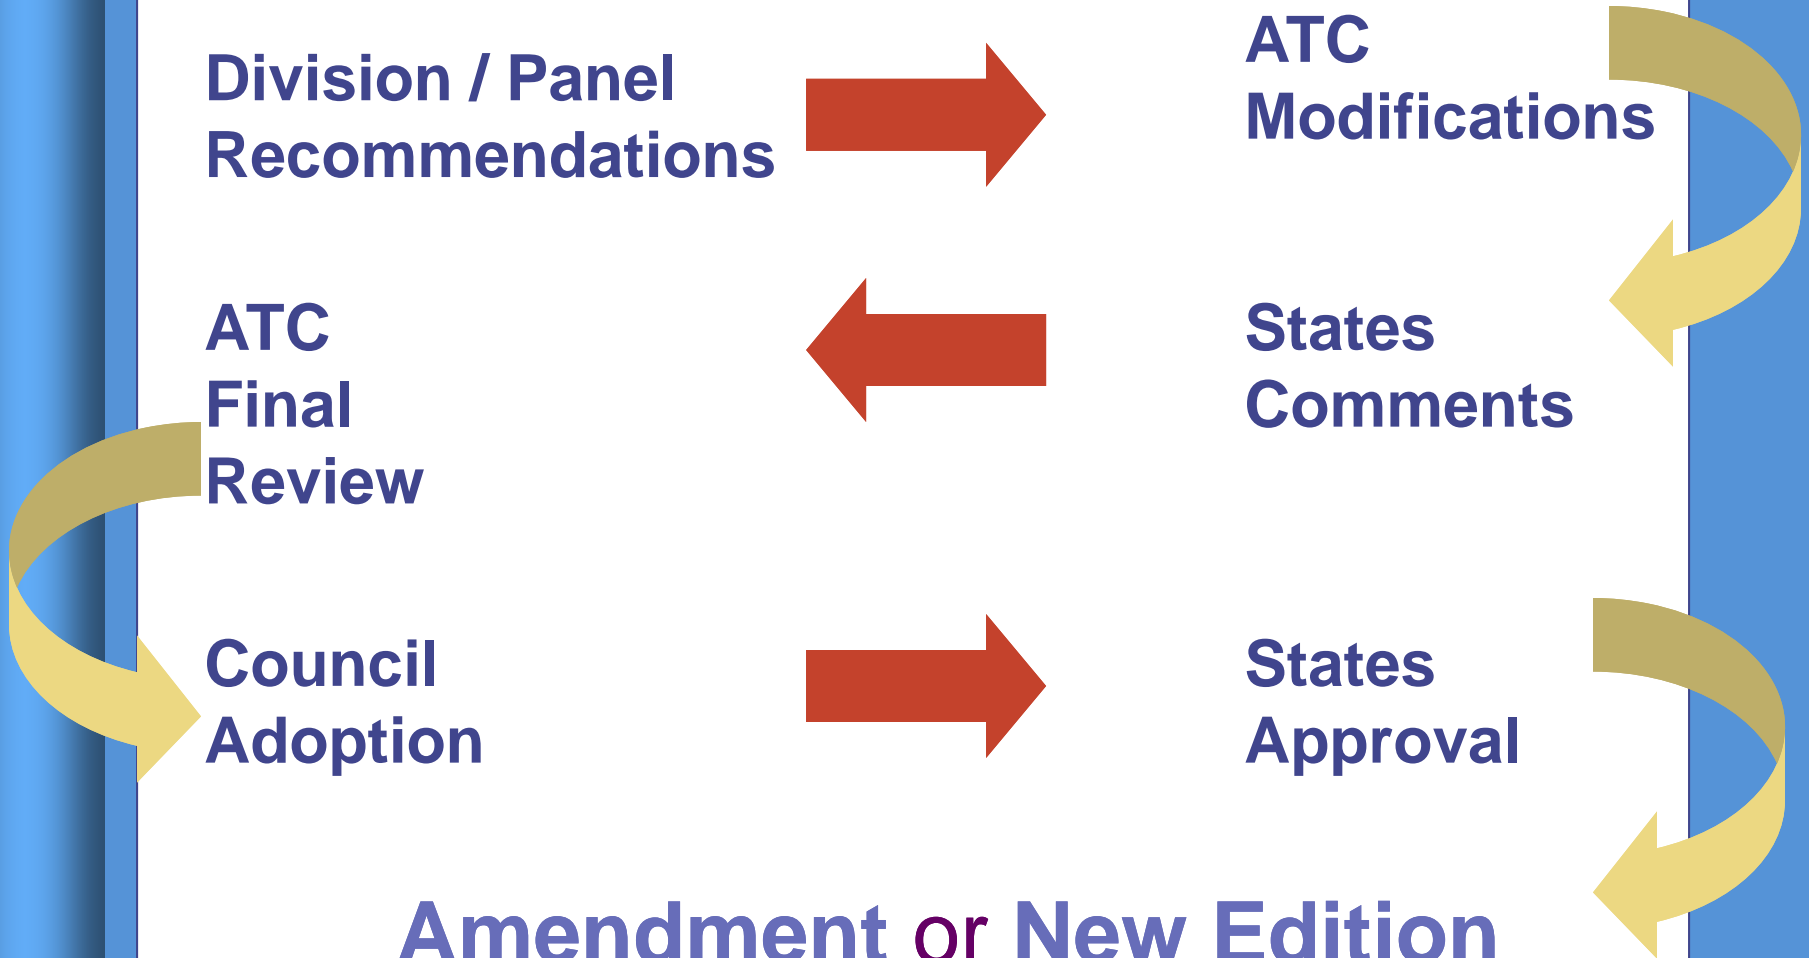 Division / Panel
Recommendations
ATC
Modifications
States
Comments
ATC
Final
Review
Council
Adoption
States
Approval
Amendment or New Edition